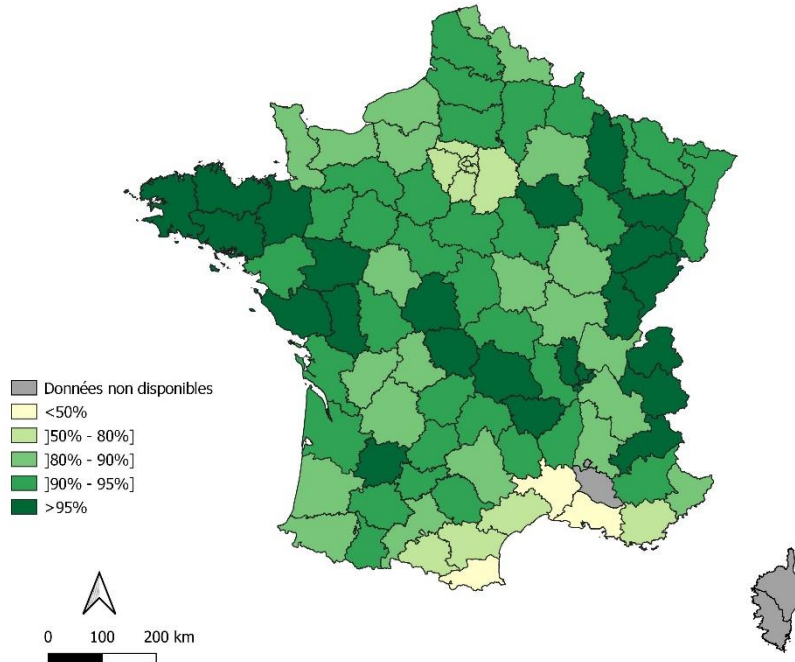 Données non disponibles
<50%
]50% - 80%]
]80% - 90%]
]90% - 95%]
>95%
0 100 200 km